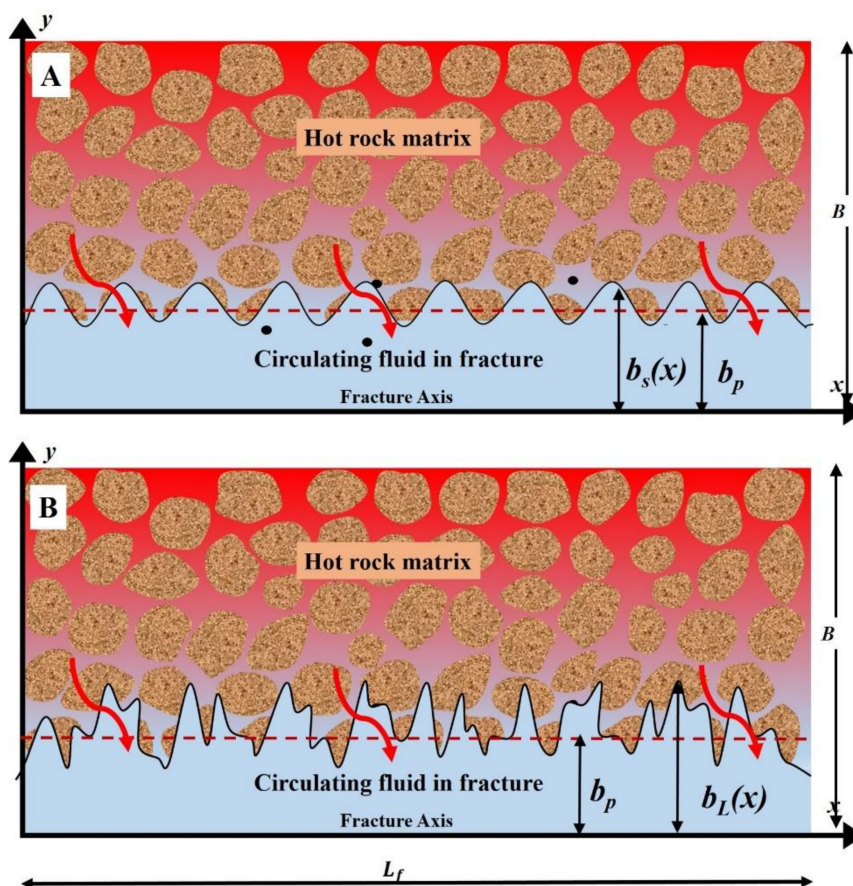 y
A
Hot rock matrix
B
Circulating fluid in fracture
b_s(x)
b_p
x
Fracture Axis
y
B
Hot rock matrix
B
Circulating fluid in fracture
b_p
b_L(x)
x
Fracture Axis
L_f